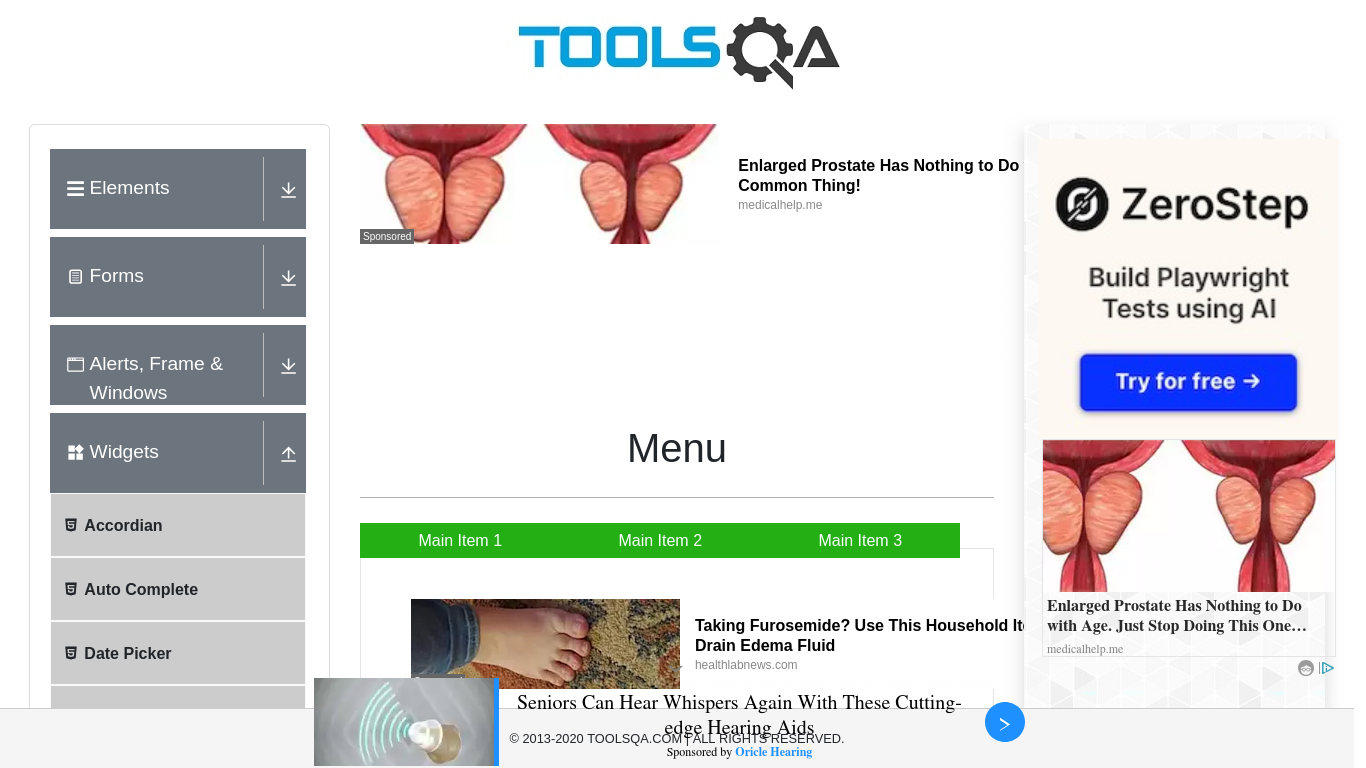 TOOLSQA
Elements
Forms
Alerts, Frame &
Windows
Widgets
Accordian
Auto Complete
Date Picker
Sponsored
Enlarged Prostate Has Nothing to Do
Common Thing!
medicalhelp.me
Menu
Main Item 1
Main Item 2
Main Item 3
Taking Furosemide? Use This Household
Drain Edema Fluid
healthlabnews.com
ZeroStep
Build Playwright
Tests using AI
Try for free →
Enlarged Prostate Has Nothing to Do
with Age. Just Stop Doing This One…
medicalhelp.me
Seniors Can Hear Whispers Again With These Cutting-
edge Hearing Aids
© 2013-2020 TOOLSQA.COM | ALL RIGHTS RESERVED.
Sponsored by Oricle Hearing